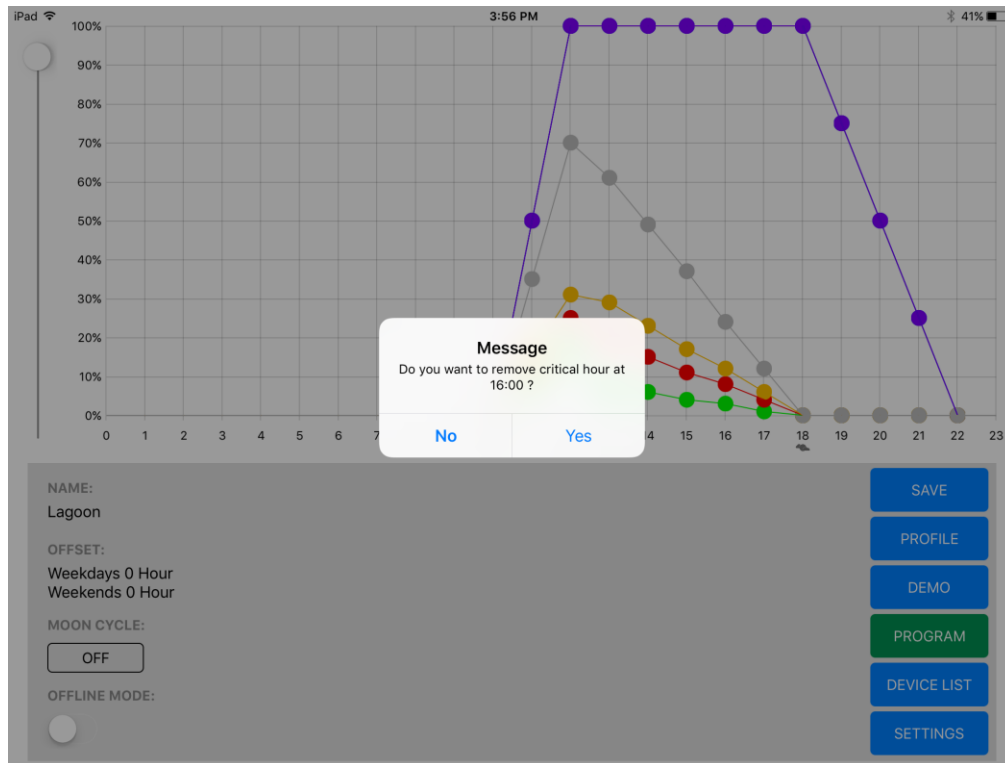 iPad 3:56 PM 41%
100%
90%
80%
70%
60%
50%
40%
30%
20%
10%
0%
0 1 2 3 4 5 6 7 14 15 16 17 18 19 20 21 22 23
Message
Do you want to remove critical hour at
16:00 ?
No Yes
NAME:
Lagoon
OFFSET:
Weekdays 0 Hour
Weekends 0 Hour
MOON CYCLE:
OFF
OFFLINE MODE:
SAVE
PROFILE
DEMO
PROGRAM
DEVICE LIST
SETTINGS